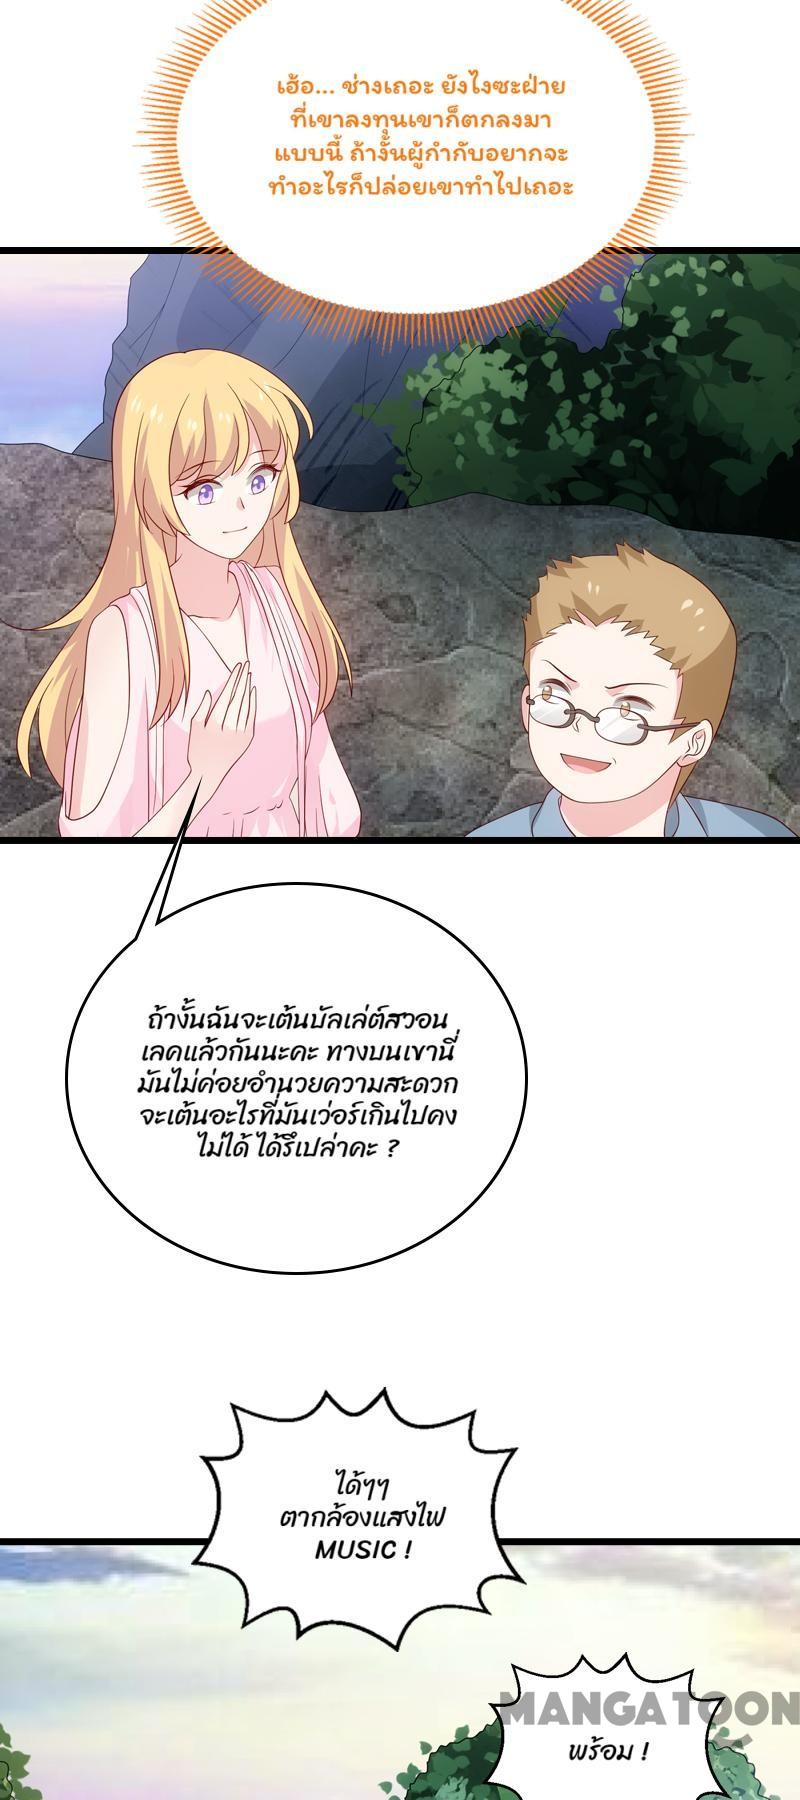 เฮ้อ... ช่างเถอะ ยังไงซะฝ่าย
ที่เขาลงทุนเขาก็ตกลงมา
แบบนี้ ถ้างั้นผู้กำกับอยากจะ
ทำอะไรก็ปล่อยเขาทำไปเถอะ
ถ้างั้นฉันจะเต้นบัลเล่ต์สวอน
เลคแล้วกันนะคะ ทางบนเขานี่
มันไม่ค่อยอำนวยความสะดวก
จะเต้นอะไรที่มันเว่อร์เกินไปคง
ไม่ได้ ได้รึเปล่าคะ ?
ได้ๆๆ
ตากล้องแสงไฟ
MUSIC !
MANGATOON
พร้อม !